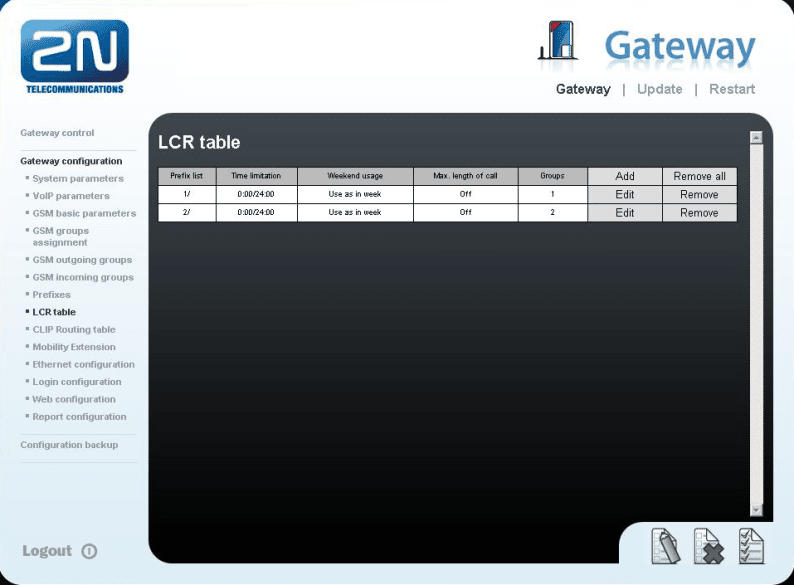 2N
TELECOMMUNICATIONS
Gateway
Gateway | Update | Restart
Gateway control
Gateway configuration
System parameters
VoIP parameters
GSM basic parameters
GSM groups
assignment
GSM outgoing groups
GSM incoming groups
Prefixes
LCR table
CLIP Routing table
Mobility Extension
Ethernet configuration
Login configuration
Web configuration
Report configuration
Configuration backup
Logout
LCR table
Prefix list Time limitation Weekend usage Max. length of call Groups Add Remove all
1/ 0:00/24:00 Use as in week Off 1 Edit Remove
2/ 0:00/24:00 Use as in week Off 2 Edit Remove